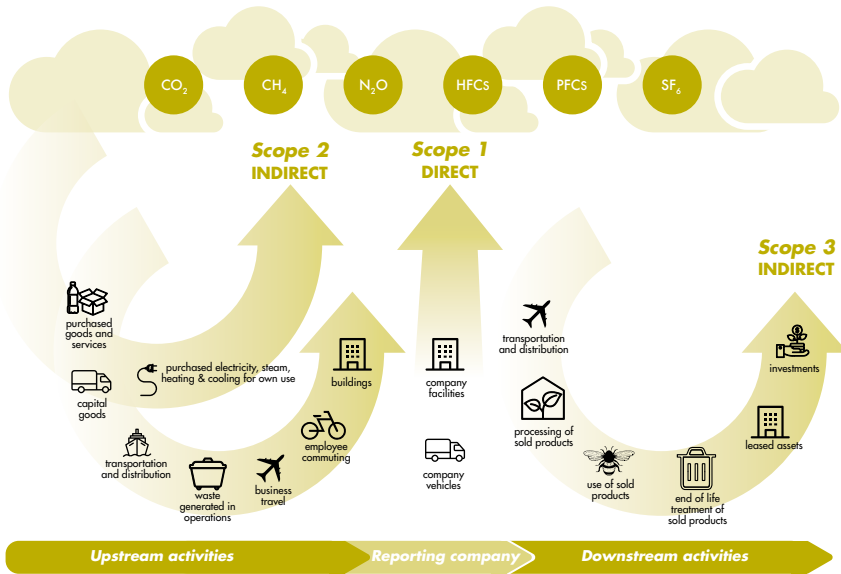 CO2
CH4
N2O
HFCs
PFCs
SF6
Scope 2
INDIRECT
Scope 1
DIRECT
Scope 3
INDIRECT
purchased
goods and
services
capital
goods
purchased electricity, steam,
heating & cooling for own use
transportation
and distribution
waste
generated in
operations
business
travel
employee
commuting
buildings
company
facilities
company
vehicles
transportation
and distribution
processing of
sold products
use of sold
products
end of life
treatment of
sold products
leased assets
investments
Upstream activities
Reporting company
Downstream activities